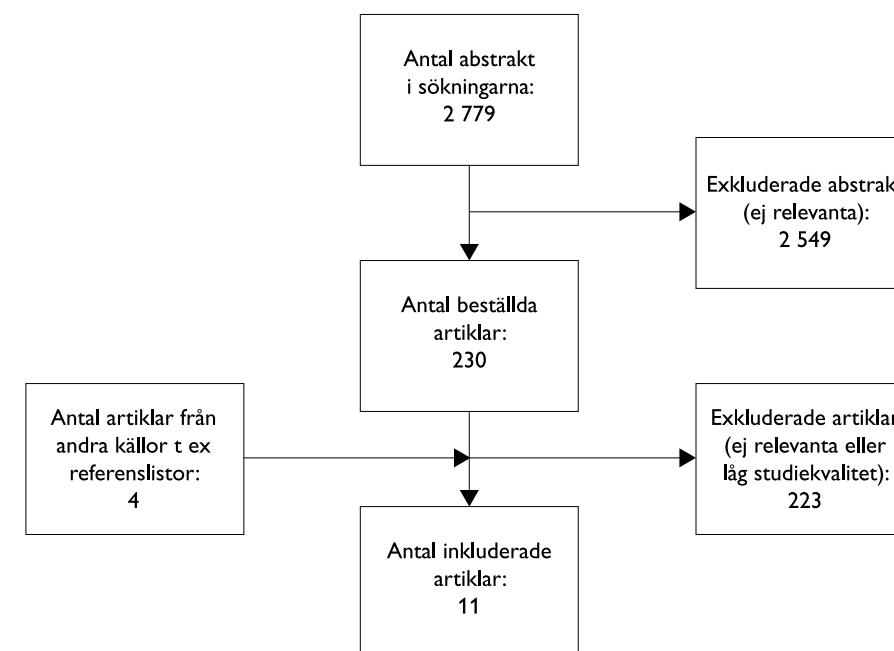 Antal abstrakt
i sökningarna:
2 779
Exkluderade abstrakt
(ej relevanta):
2 549
Antal beställda
artiklar:
230
Antal artiklar från
andra källor t ex
referenslistor:
4
Exkluderade artiklar
(ej relevanta eller
låg studiekvalitet):
223
Antal inkluderade
artiklar:
11